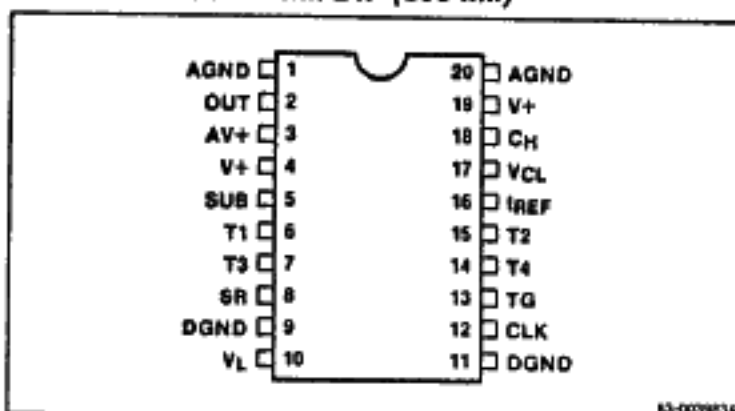 AGND 1 20 AGND
OUT 2 19 V+
AV+ 3 18 CH
V+ 4 17 VCL
SUB 5 16 IREF
T1 6 15 T2
T3 7 14 T4
SR 8 13 TG
DGND 9 12 CLK
VL 10 11 DGND